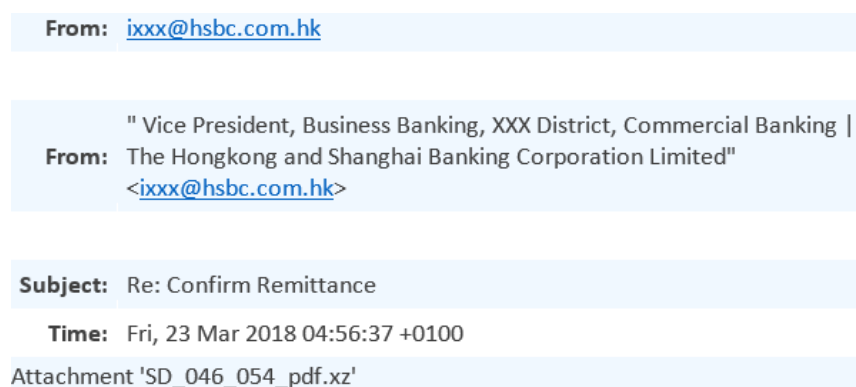 From: ixxx@hsbc.com.hk
" Vice President, Business Banking, XXX District, Commercial Banking |
From: The Hongkong and Shanghai Banking Corporation Limited"
<ixxx@hsbc.com.hk>
Subject: Re: Confirm Remittance
Time: Fri, 23 Mar 2018 04:56:37 +0100
Attachment 'SD_046_054_pdf.xz'